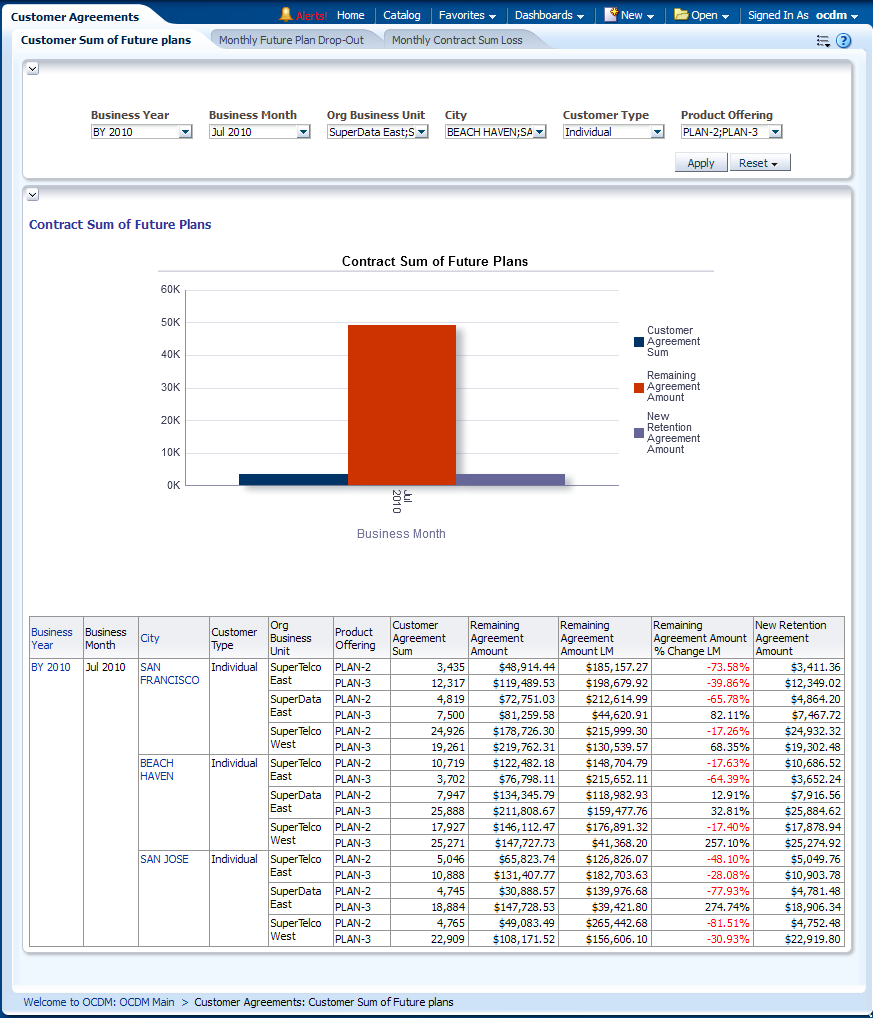 Customer Agreements
Alerts! Home Catalog Favorites Dashboards New Open Signed In As ocdm
Customer Sum of Future plans Monthly Future Plan Drop-Out Monthly Contract Sum Loss
Business Year Business Month Org Business Unit City Customer Type Product Offering
BY 2010 Jul 2010 SuperData East;S BEACH HAVEN;SA Individual PLAN-2;PLAN-3
Apply Reset
Contract Sum of Future Plans
Contract Sum of Future Plans
60K
50K
40K
30K
20K
10K
0K
Customer
Agreement
Sum
Remaining
Agreement
Amount
New
Retention
Agreement
Amount
Jul
2010
Business Month
Business Year Business Month City Customer Type Org Business Unit Product Offering Customer Agreement Sum Remaining Agreement Amount Remaining Agreement Amount LM Remaining Agreement Amount % Change LM New Retention Agreement Amount
BY 2010 Jul 2010 SAN FRANCISCO Individual SuperTelco East PLAN-2 3,435 $48,914.44 $185,157.27 -73.58% $3,411.36
PLAN-3 12,317 $119,489.53 $198,679.92 -39.86% $12,349.02
SuperData East PLAN-2 4,819 $72,751.03 $212,614.99 -65.78% $4,864.20
PLAN-3 7,500 $81,259.58 $44,620.91 82.11% $7,467.72
SuperTelco West PLAN-2 24,926 $178,726.30 $215,999.30 -17.26% $24,932.32
PLAN-3 19,261 $219,762.31 $130,539.57 68.35% $19,302.48
BEACH HAVEN Individual SuperTelco East PLAN-2 10,719 $122,482.18 $148,704.79 -17.63% $10,686.52
PLAN-3 3,702 $76,798.11 $215,652.11 -64.39% $3,652.24
SuperData East PLAN-2 7,947 $134,345.79 $118,982.93 12.91% $7,916.56
PLAN-3 25,888 $211,808.67 $159,477.76 32.81% $25,884.62
SuperTelco West PLAN-2 17,927 $146,112.47 $176,891.32 -17.40% $17,878.94
PLAN-3 25,271 $147,727.73 $41,368.20 257.10% $25,274.92
SAN JOSE Individual SuperTelco East PLAN-2 5,046 $65,823.74 $126,826.07 -48.10% $5,049.76
PLAN-3 10,888 $131,407.77 $182,703.63 -28.08% $10,903.78
SuperData East PLAN-2 4,745 $30,888.57 $139,976.68 -77.93% $4,781.48
PLAN-3 18,884 $147,728.53 $39,421.80 274.74% $18,906.34
SuperTelco West PLAN-2 4,765 $49,083.49 $265,442.68 -81.51% $4,752.48
PLAN-3 22,909 $108,171.52 $156,606.10 -30.93% $22,919.80
Welcome to OCDM: OCDM Main > Customer Agreements: Customer Sum of Future plans